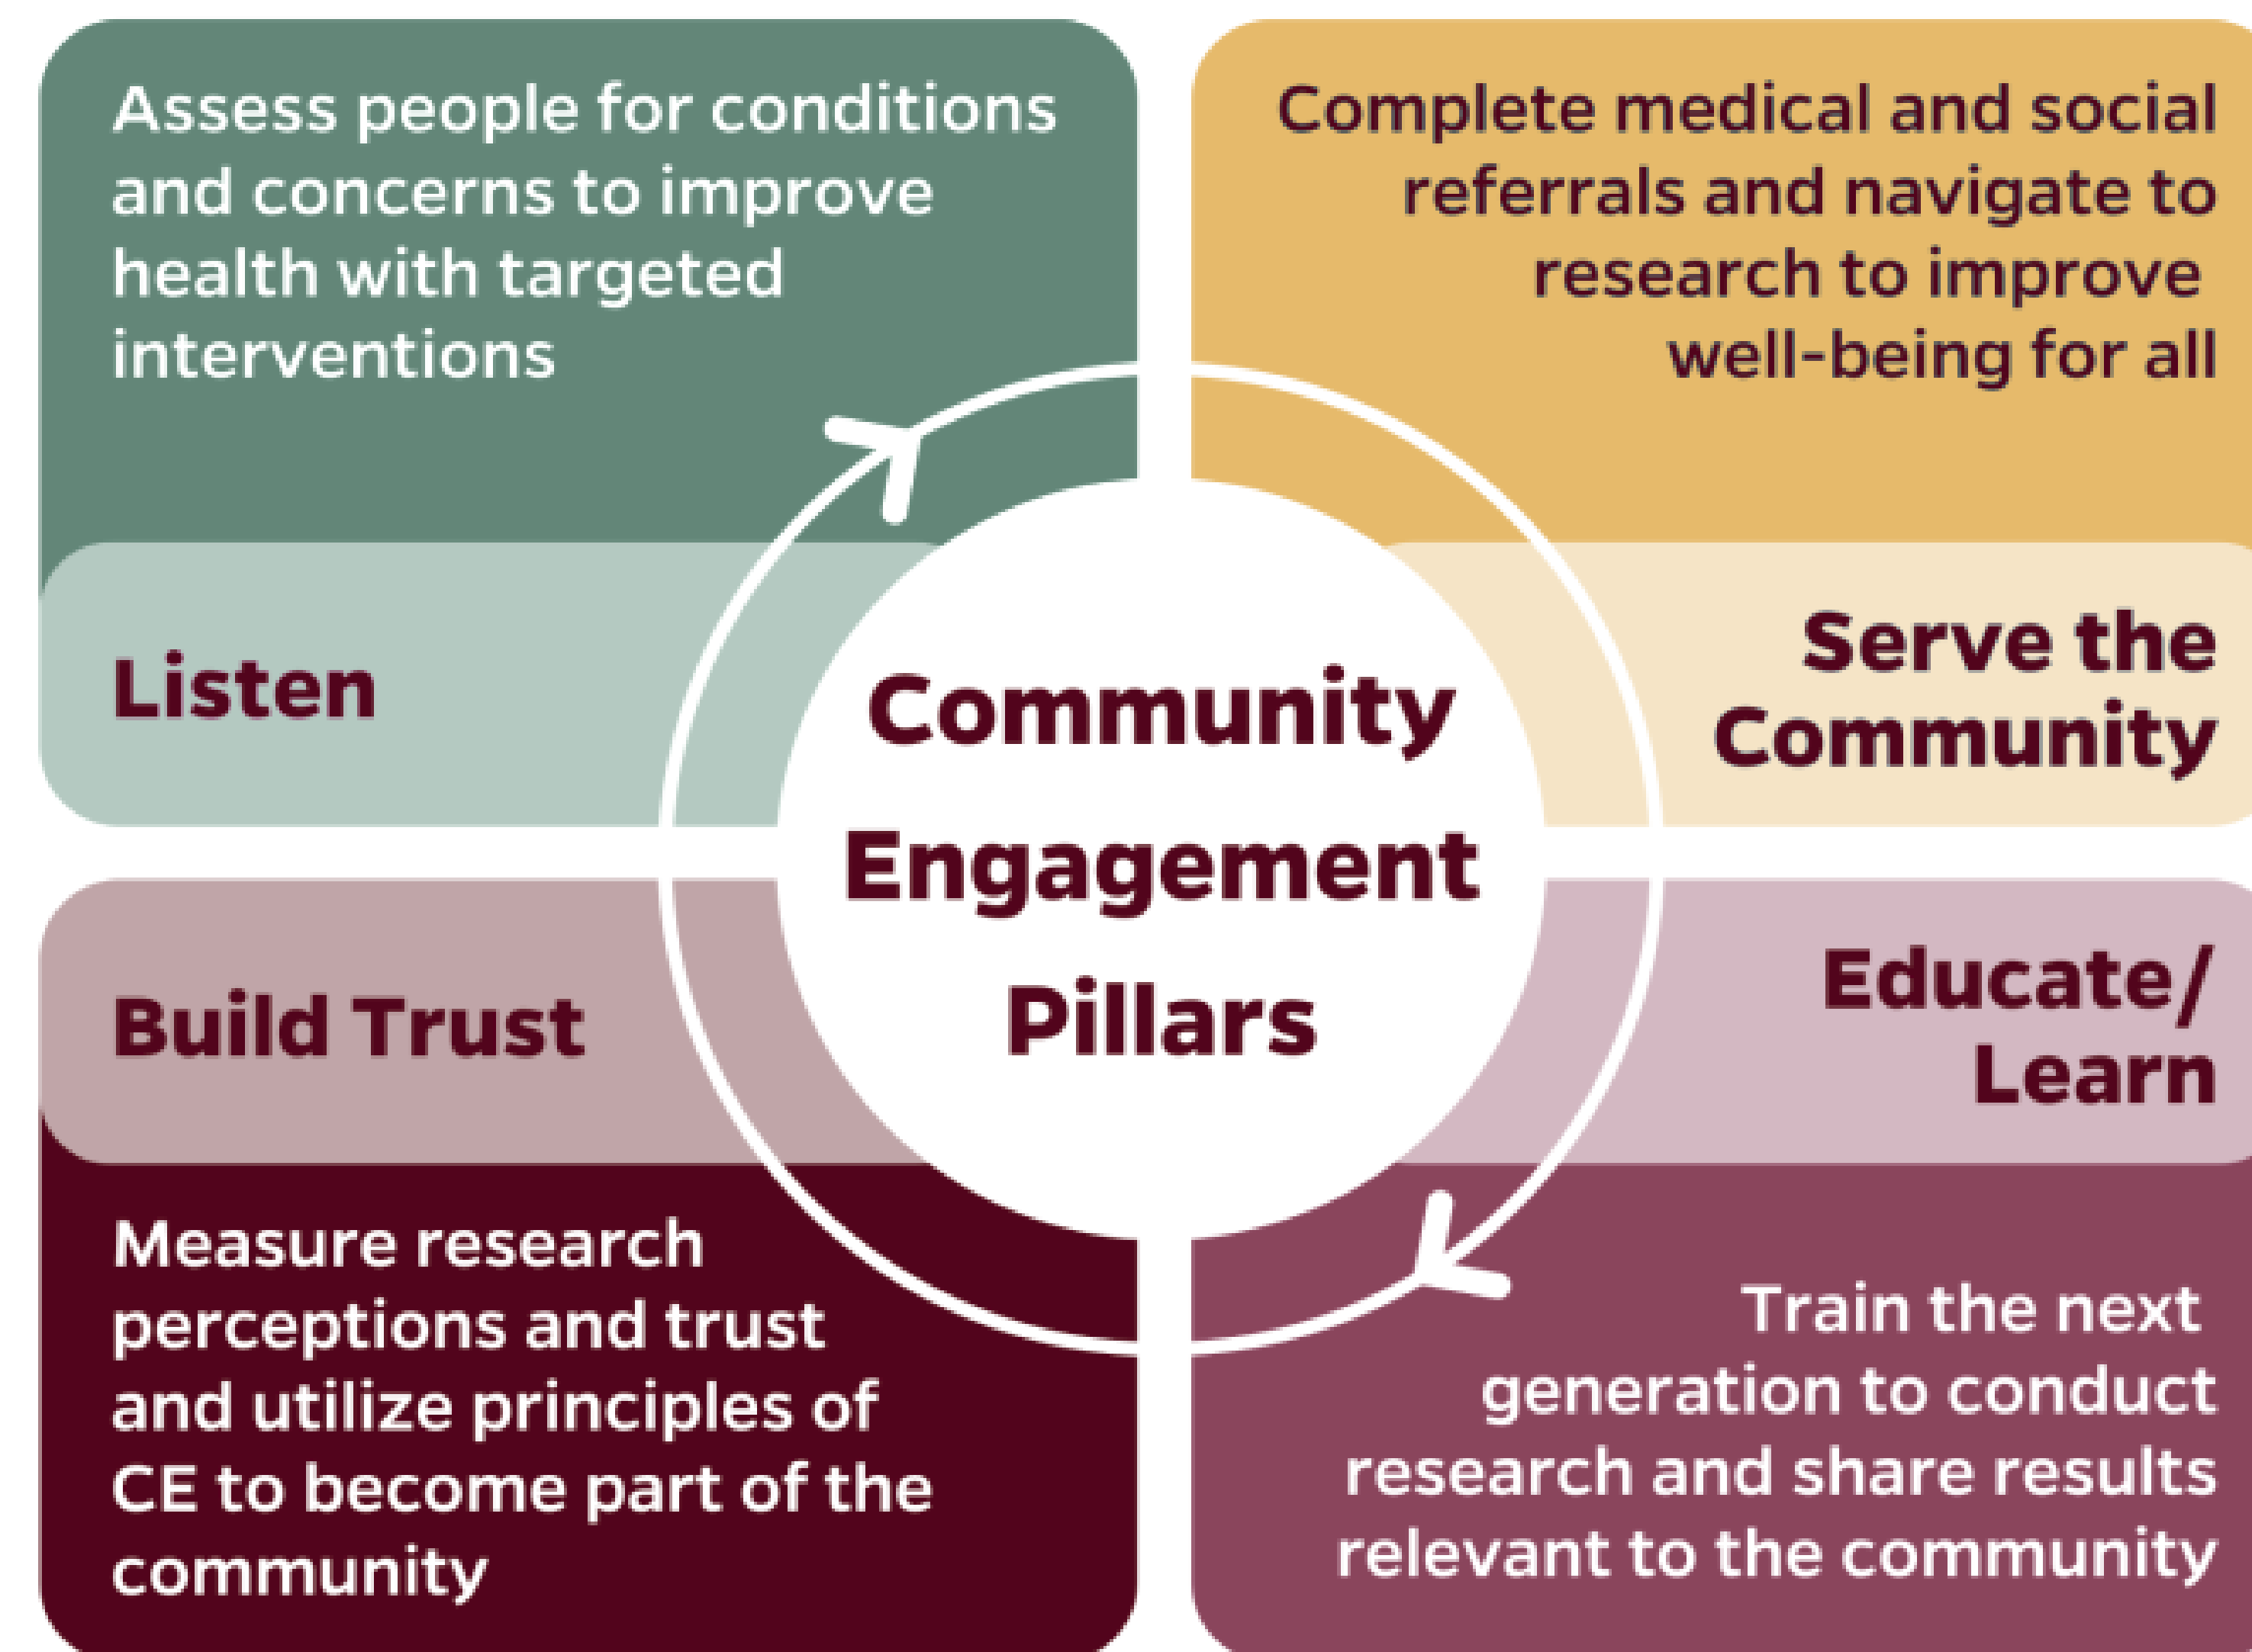 Assess people for conditions
and concerns to improve
health with targeted
interventions
Listen
Complete medical and social
referrals and navigate to
research to improve
well-being for all
Serve the
Community
Community
Engagement
Pillars
Build Trust
Measure research
perceptions and trust
and utilize principles of
CE to become part of the
community
Educate/
Learn
Train the next
generation to conduct
research and share results
relevant to the community